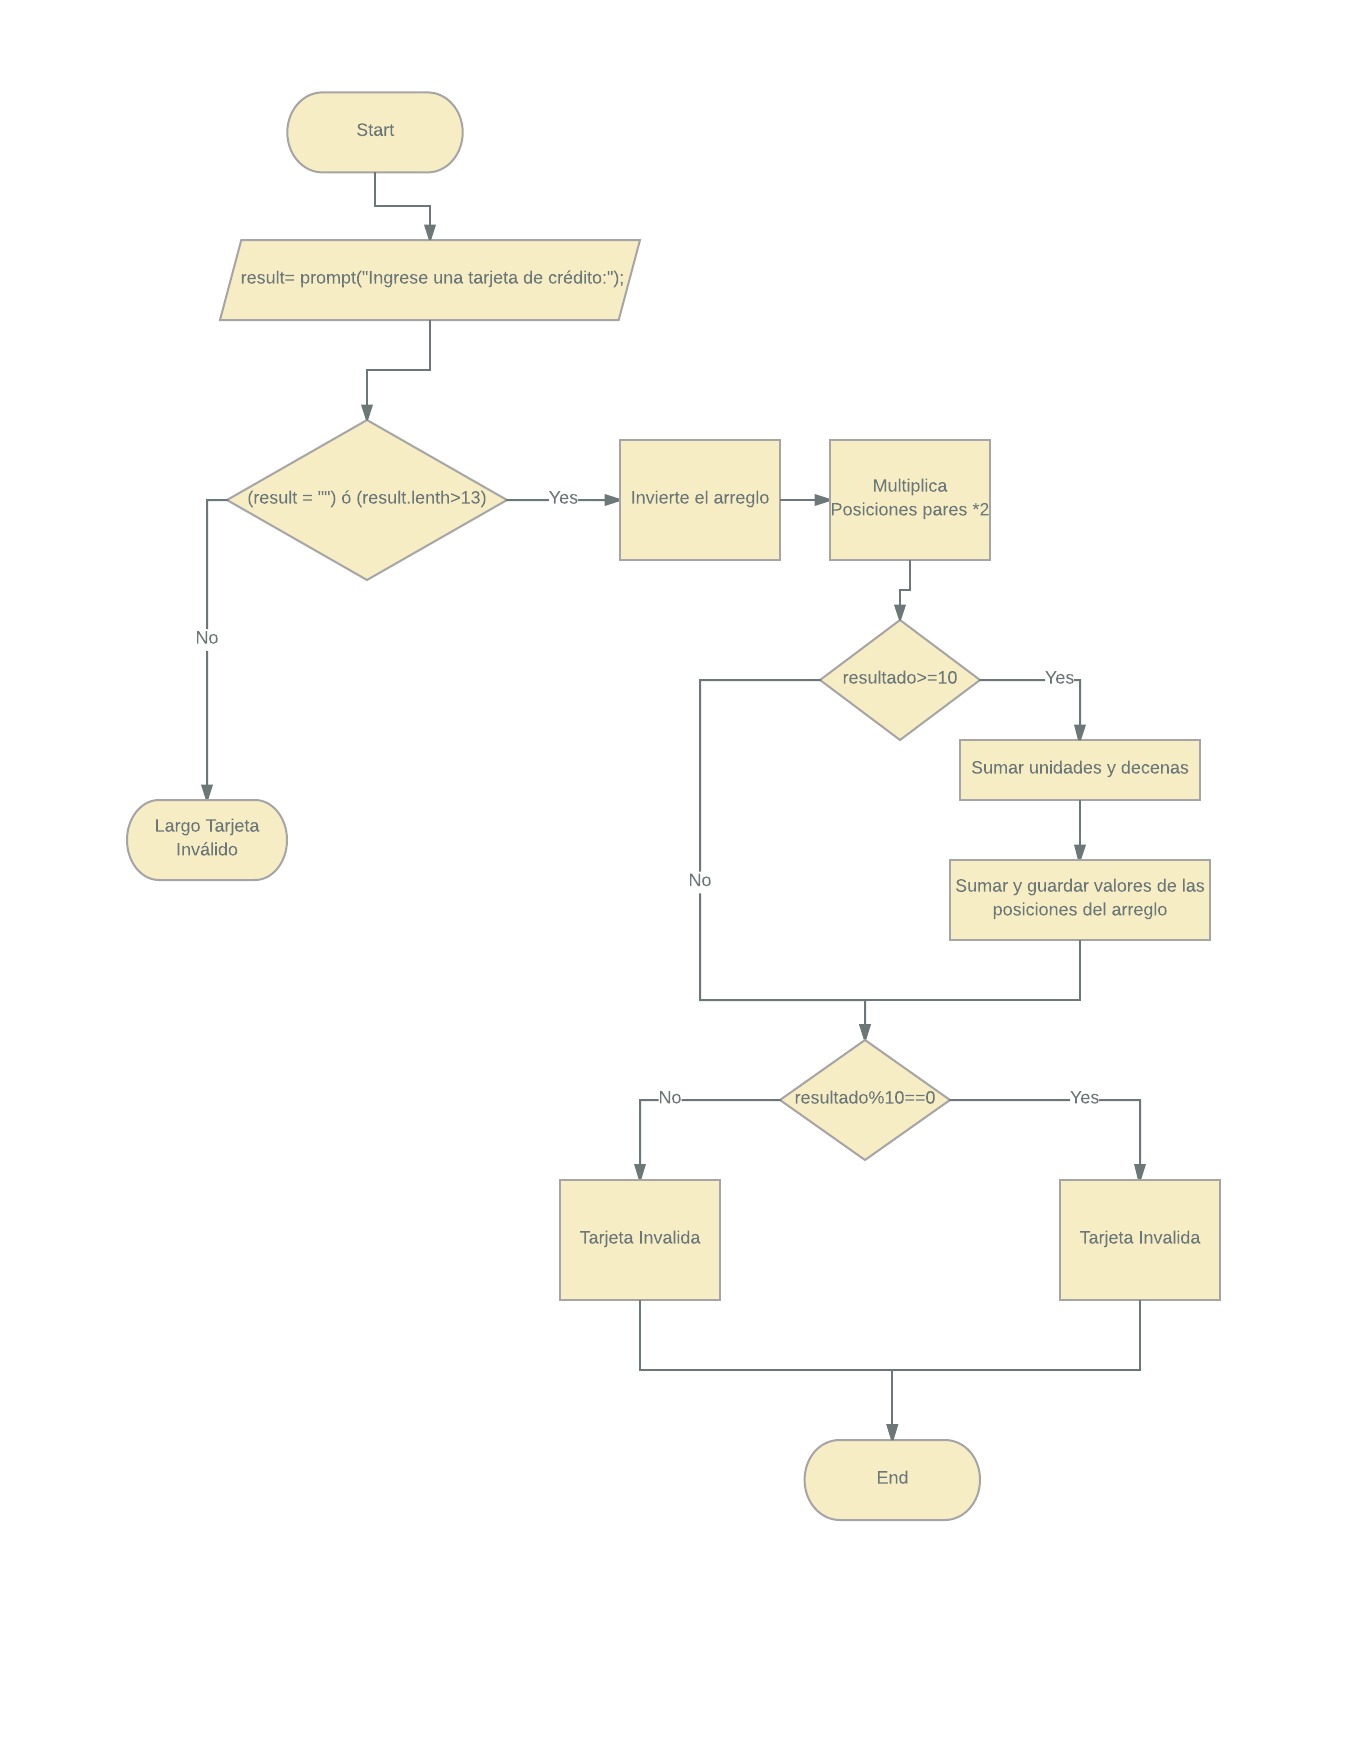 Start
result= prompt("Ingrese una tarjeta de crédito:");
(result = "") ó (result.lenth>13)
Yes
Invierte el arreglo
Multiplica
Posiciones pares *2
No
resultado>=10
Yes
Sumar unidades y decenas
Largo Tarjeta
Inválido
No
Sumar y guardar valores de las
posiciones del arreglo
No
resultado%10==0
Yes
Tarjeta Invalida
Tarjeta Invalida
End